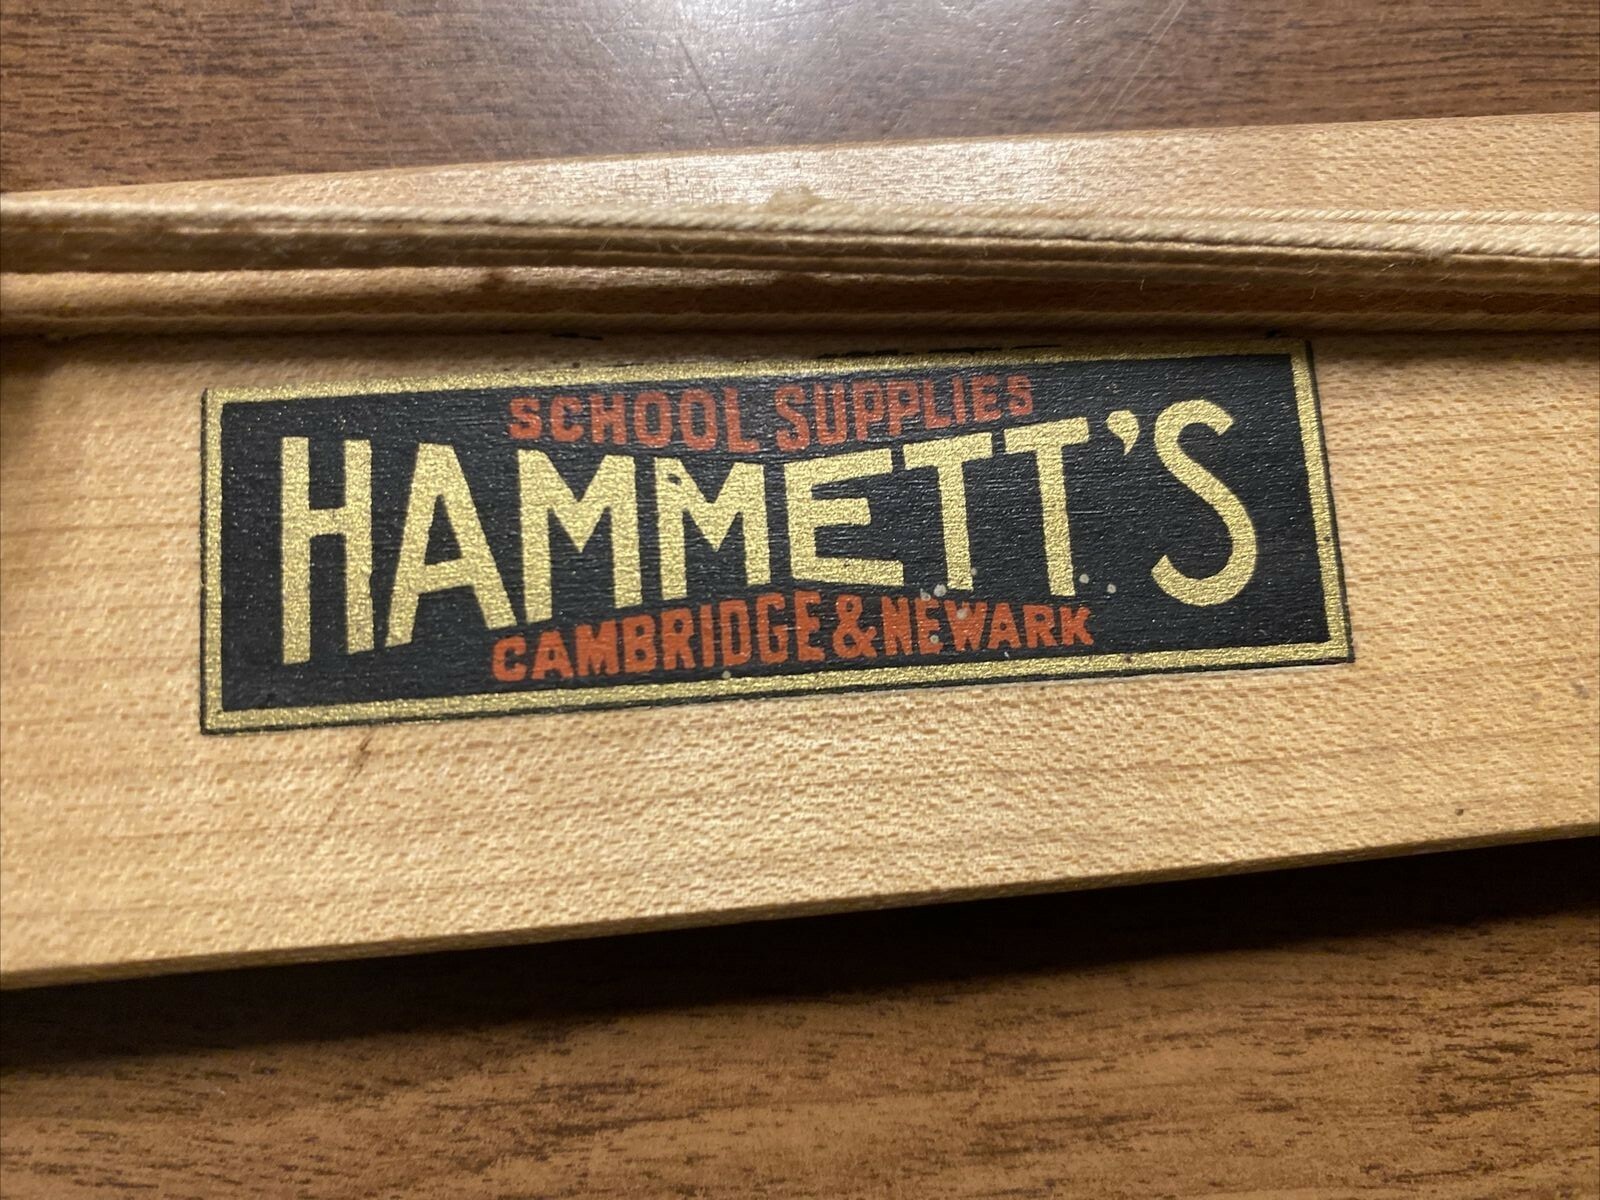 SCHOOL SUPPLIES
HAMMETT'S
CAMBRIDGE & NEWARK